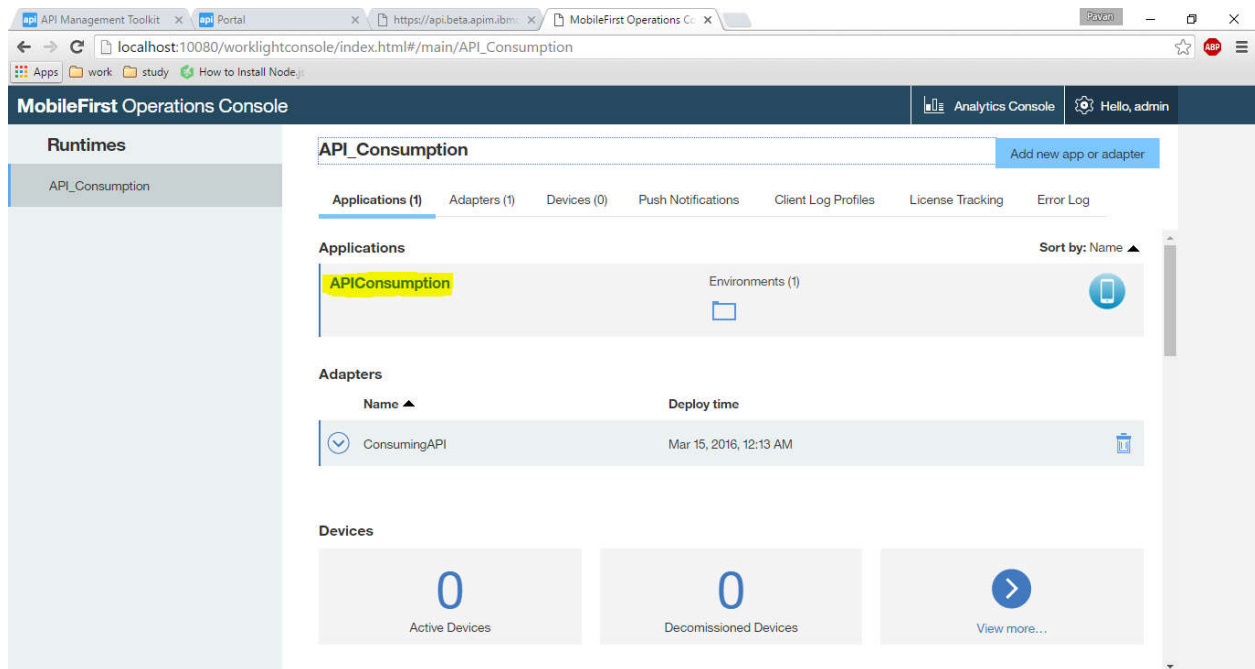 api API Management Toolkit
api Portal
https://api.beta.apim.ibm
MobileFirst Operations Co
Pavan
localhost:10080/worklightconsole/index.html#/main/API_Consumption
ABP
Apps work study How to Install Node.js
MobileFirst Operations Console
Analytics Console
Hello, admin
Runtimes
API_Consumption
API_Consumption
Add new app or adapter
Applications (1) Adapters (1) Devices (0) Push Notifications Client Log Profiles License Tracking Error Log
Applications
Sort by: Name
APIConsumption
Environments (1)
Adapters
Name Deploy time
ConsumingAPI Mar 15, 2016, 12:13 AM
Devices
0 0
Active Devices Decomissioned Devices View more...